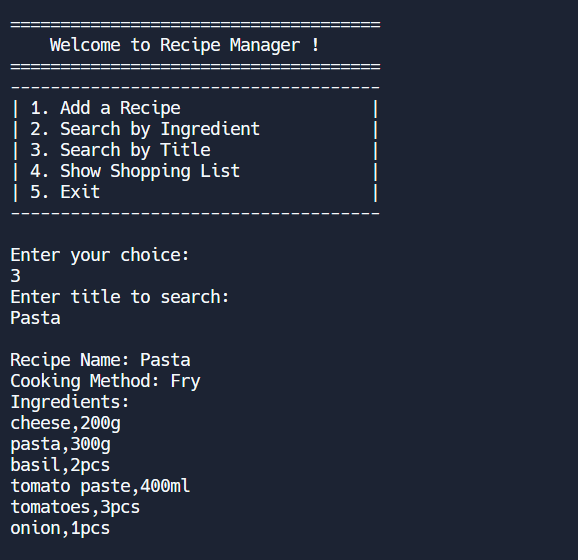 =====================================
Welcome to Recipe Manager !
=====================================
-------------------------------------
| 1. Add a Recipe                   |
| 2. Search by Ingredient           |
| 3. Search by Title                |
| 4. Show Shopping List             |
| 5. Exit                           |
-------------------------------------
Enter your choice:
3
Enter title to search:
Pasta
Recipe Name: Pasta
Cooking Method: Fry
Ingredients:
cheese,200g
pasta,300g
basil,2pcs
tomato paste,400ml
tomatoes,3pcs
onion,1pcs